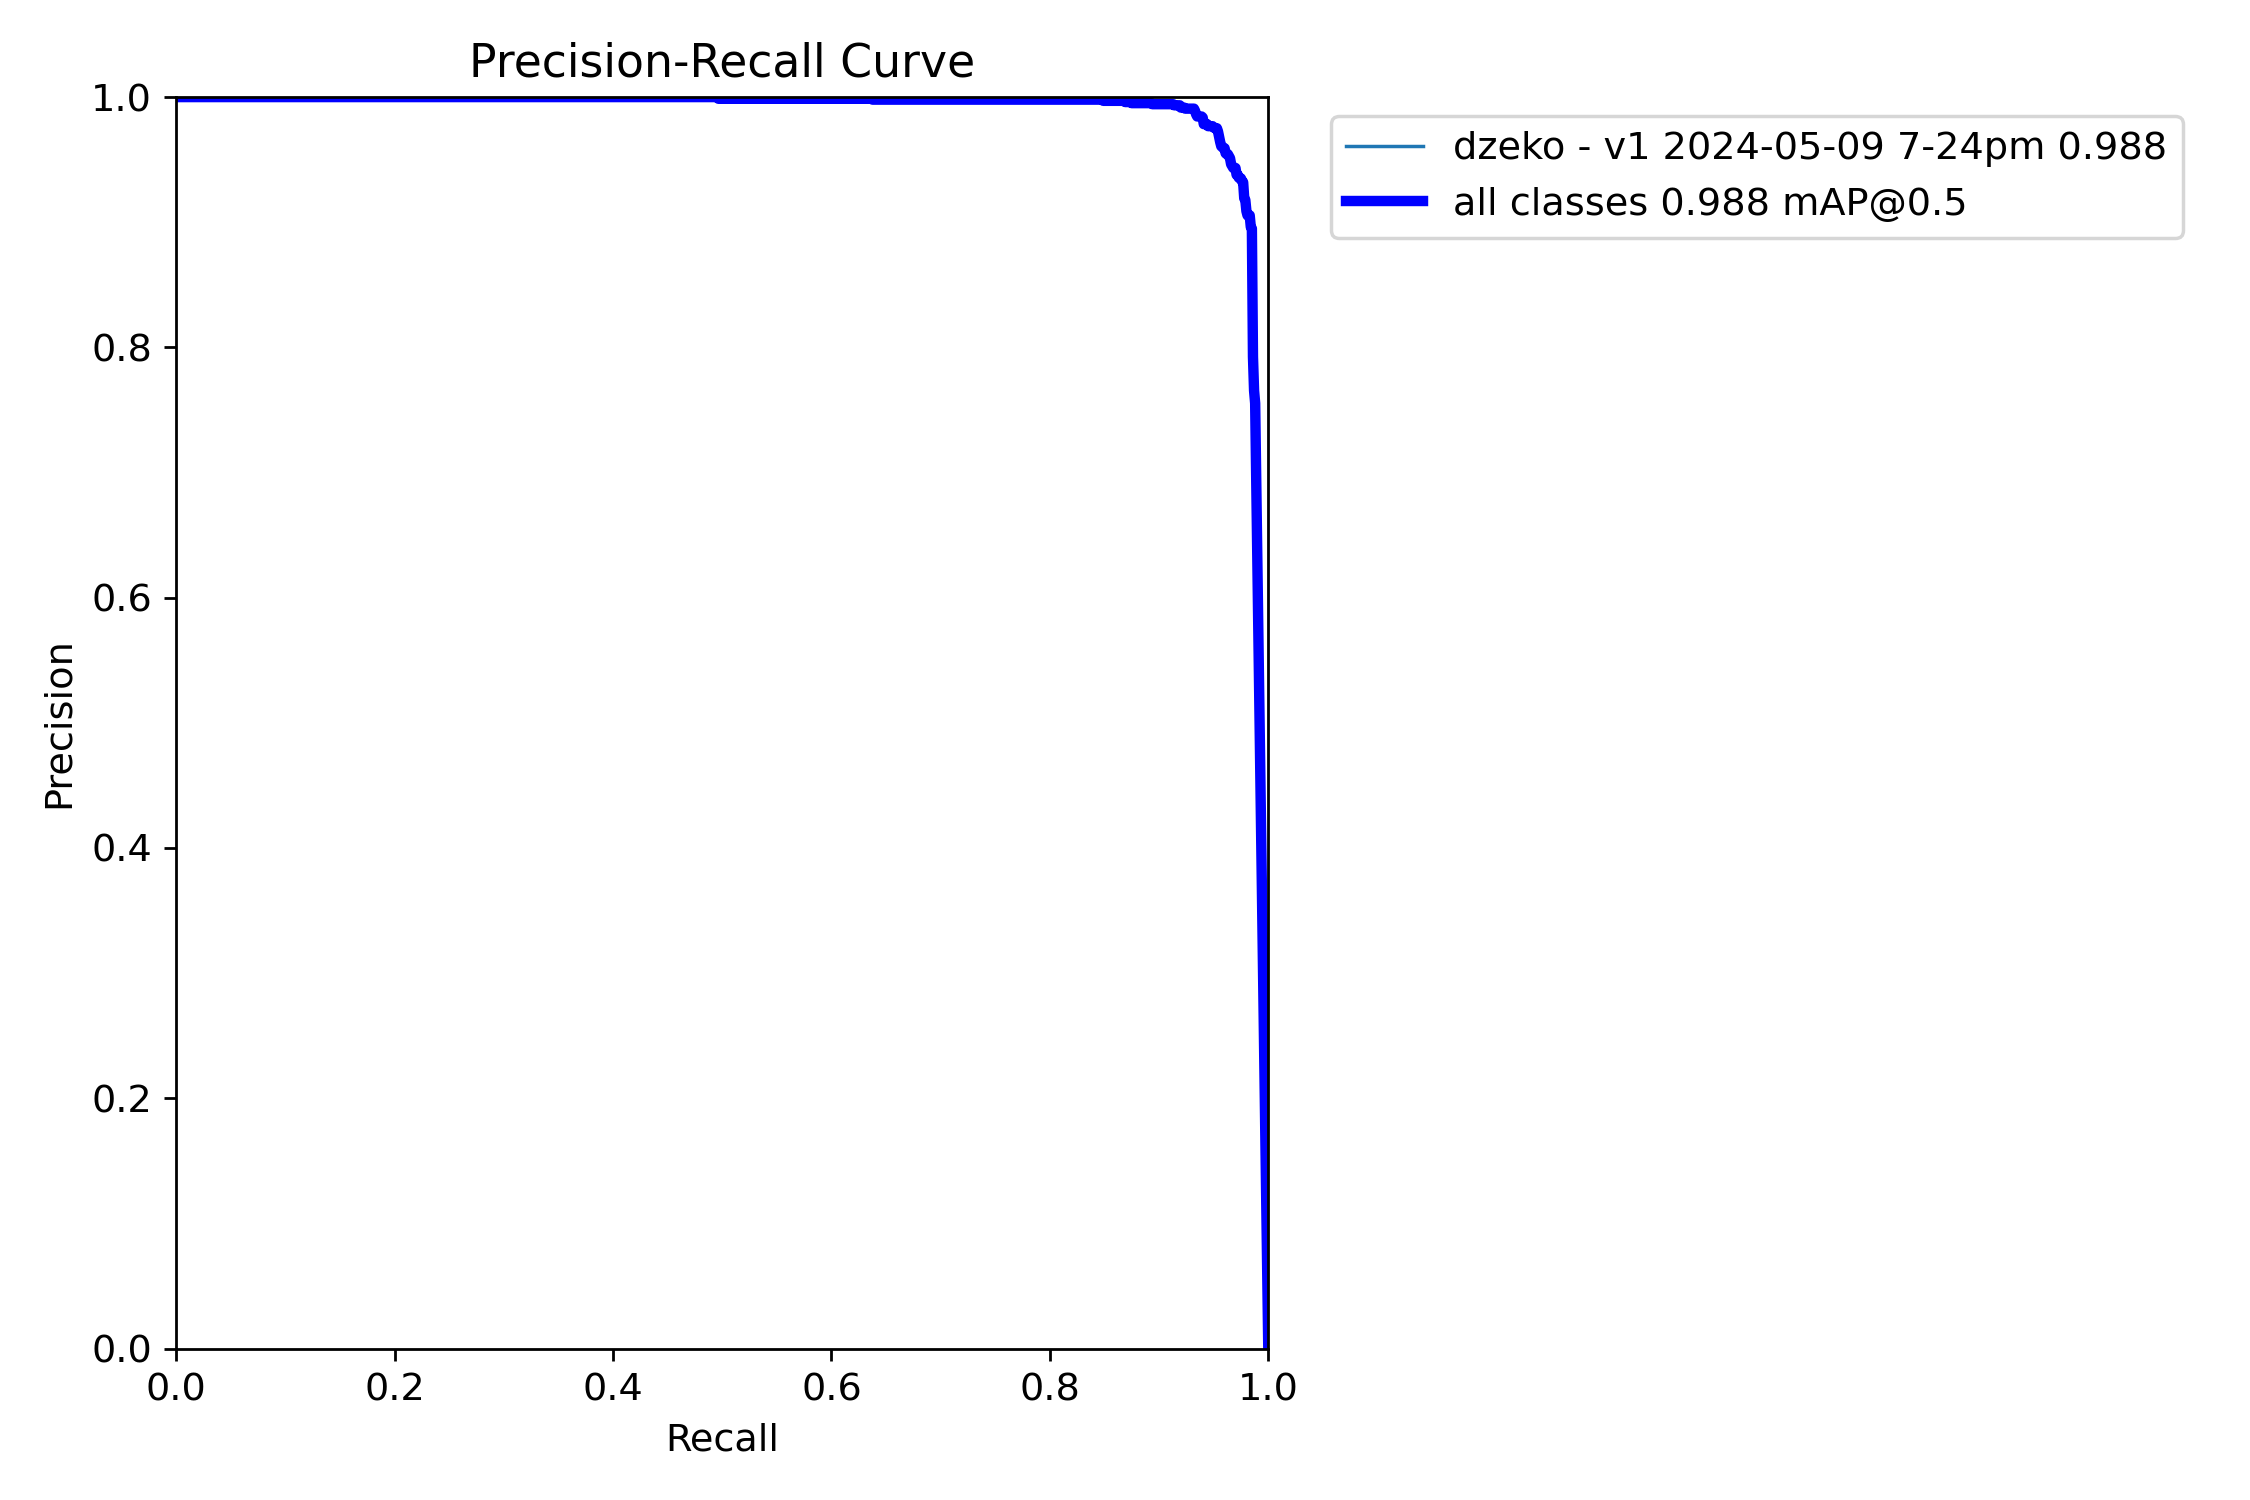 Precision-Recall Curve
1.0
0.8
0.6
0.4
0.2
0.0
Precision
0.0 0.2 0.4 0.6 0.8 1.0
Recall
dzeko - v1 2024-05-09 7-24pm 0.988
all classes 0.988 mAP@0.5